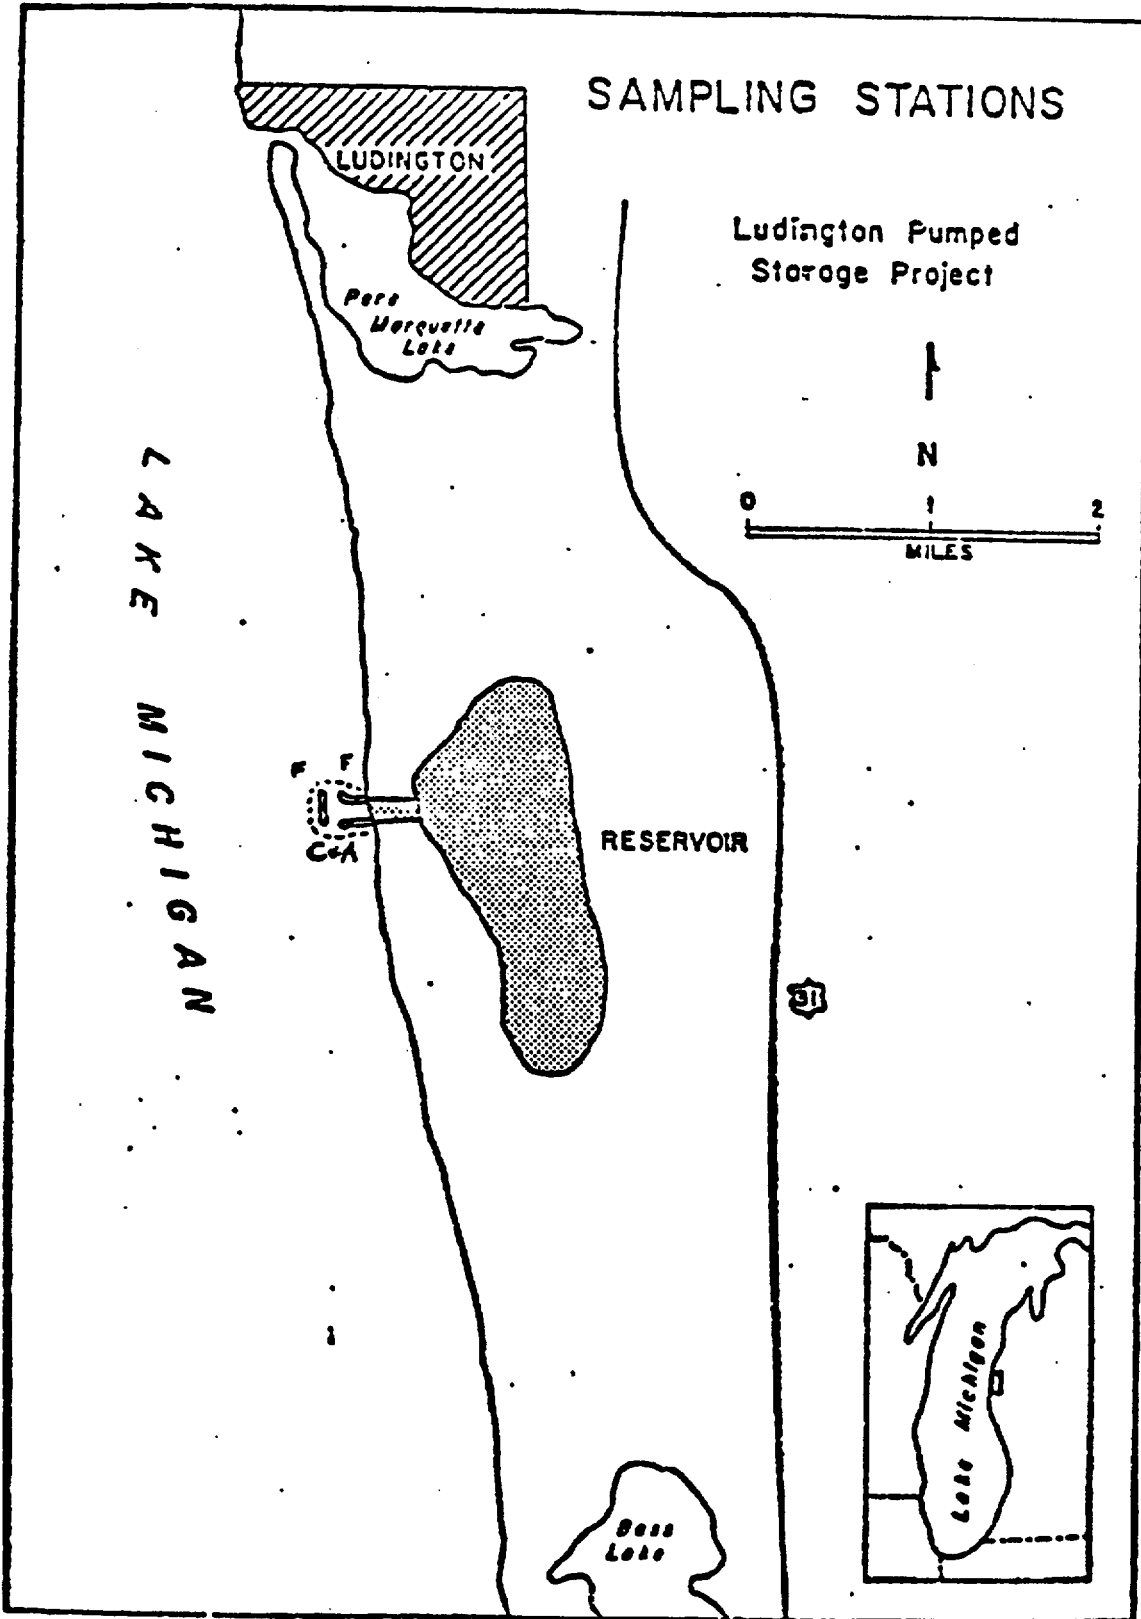 SAMPLING STATIONS
LUDINGTON
Ludington Pumped
Storage Project
Pere
Marquette
Lake
N
0 1 2
MILES
LAKE MICHIGAN
F F
C&A
RESERVOIR
31
Lake Michigan
Bass
Lake